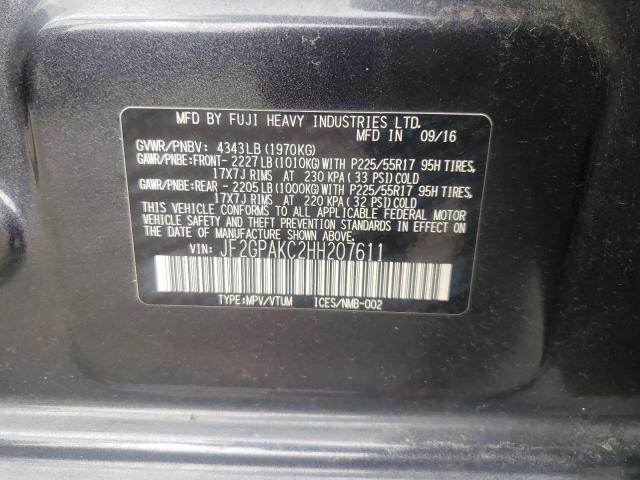 MFD BY FUJI HEAVY INDUSTRIES LTD.
MFD IN 09/16
GVWR/PNBV: 4343LB (1970KG)
GAWR/PNBE: FRONT- 2227LB (1010KG) WITH P225/55R17 95H TIRES,
17X7J RIMS AT 230 KPA ( 33 PSI) COLD
GAWR/PNBE: REAR - 2205LB (1000KG) WITH P225/55R17 95H TIRES,
17X7J RIMS AT 220 KPA ( 32 PSI) COLD
THIS VEHICLE CONFORMS TO ALL APPLICABLE FEDERAL MOTOR
VEHICLE SAFETY AND THEFT PREVENTION STANDARDS IN EFFECT
ON THE DATE OF MANUFACTURE SHOWN ABOVE.
VIN: JF2GPAKC2HH207611
TYPE: MPV/VTUM ICES/NMB-002